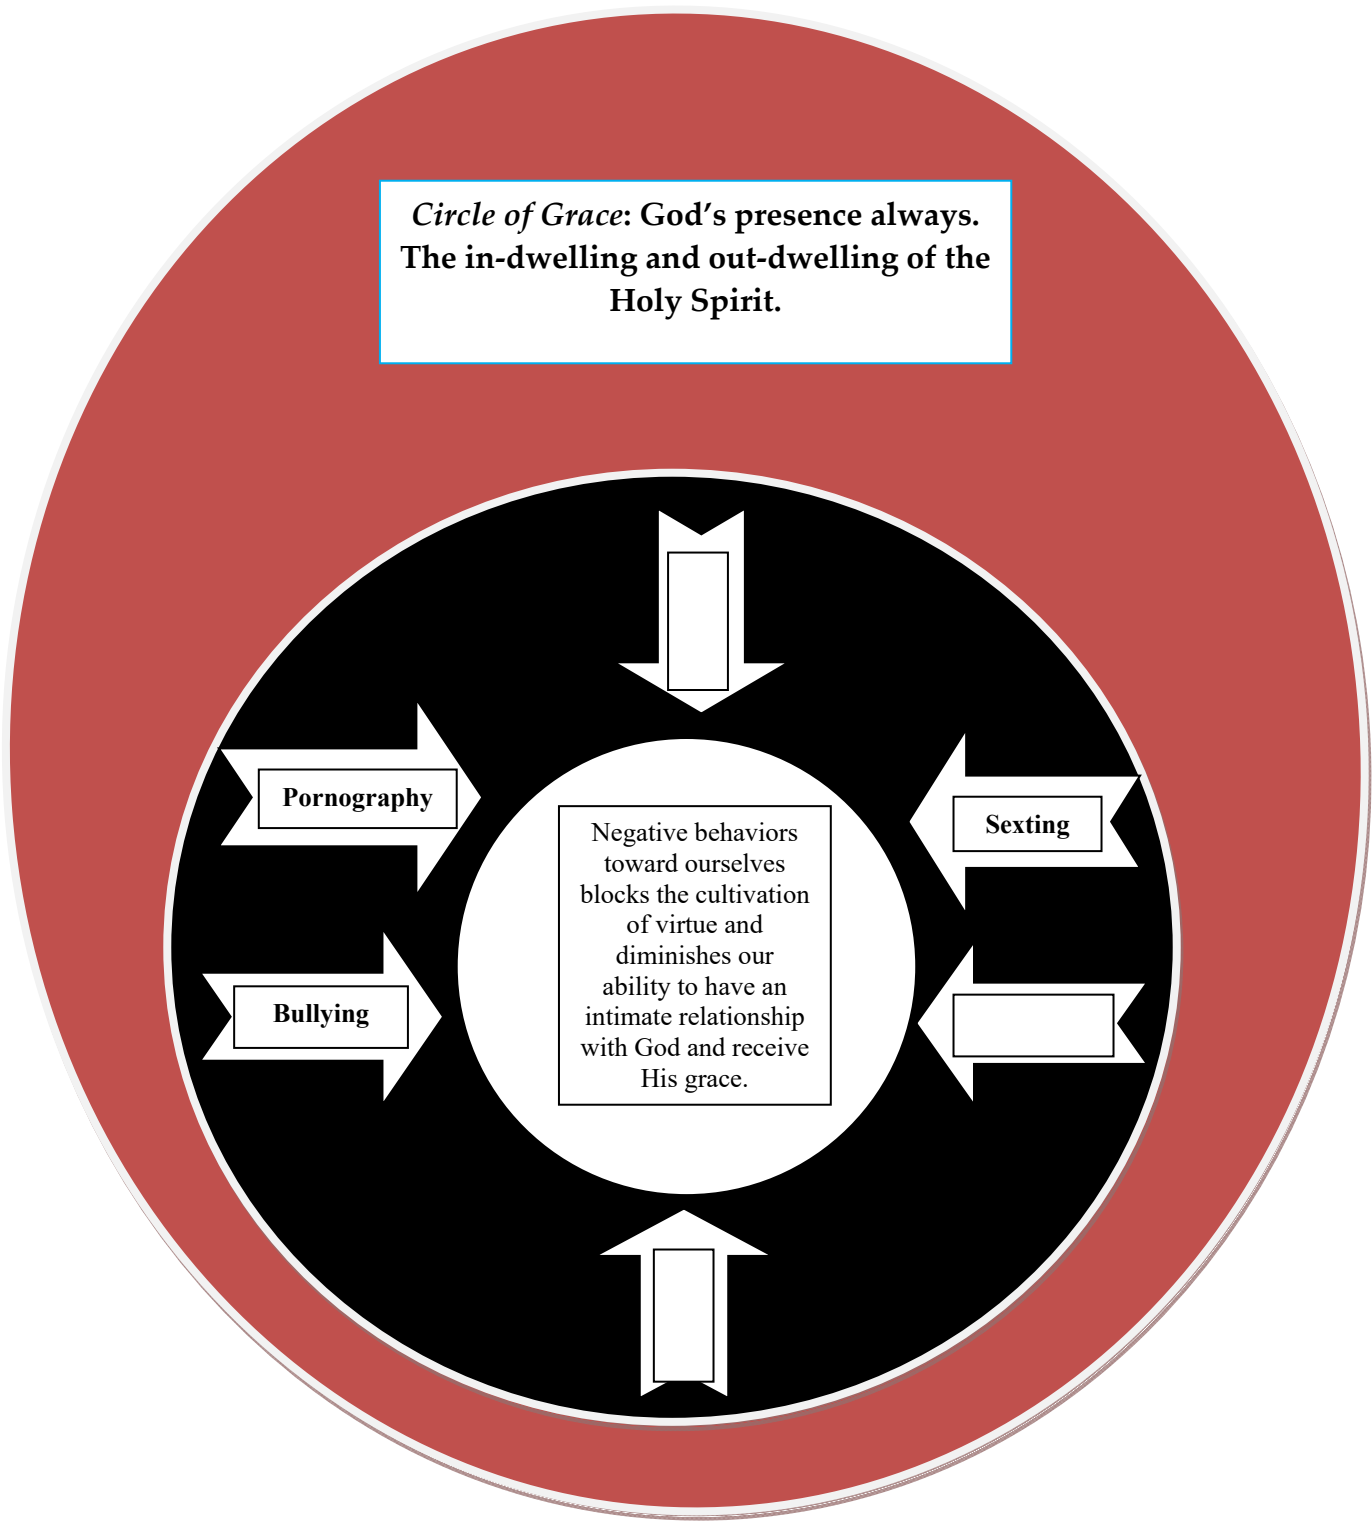 Circle of Grace: God’s presence always.
The in-dwelling and out-dwelling of the
Holy Spirit.
Pornography
Sexting
Negative behaviors
toward ourselves
blocks the cultivation
of virtue and
diminishes our
ability to have an
intimate relationship
with God and receive
His grace.
Bullying